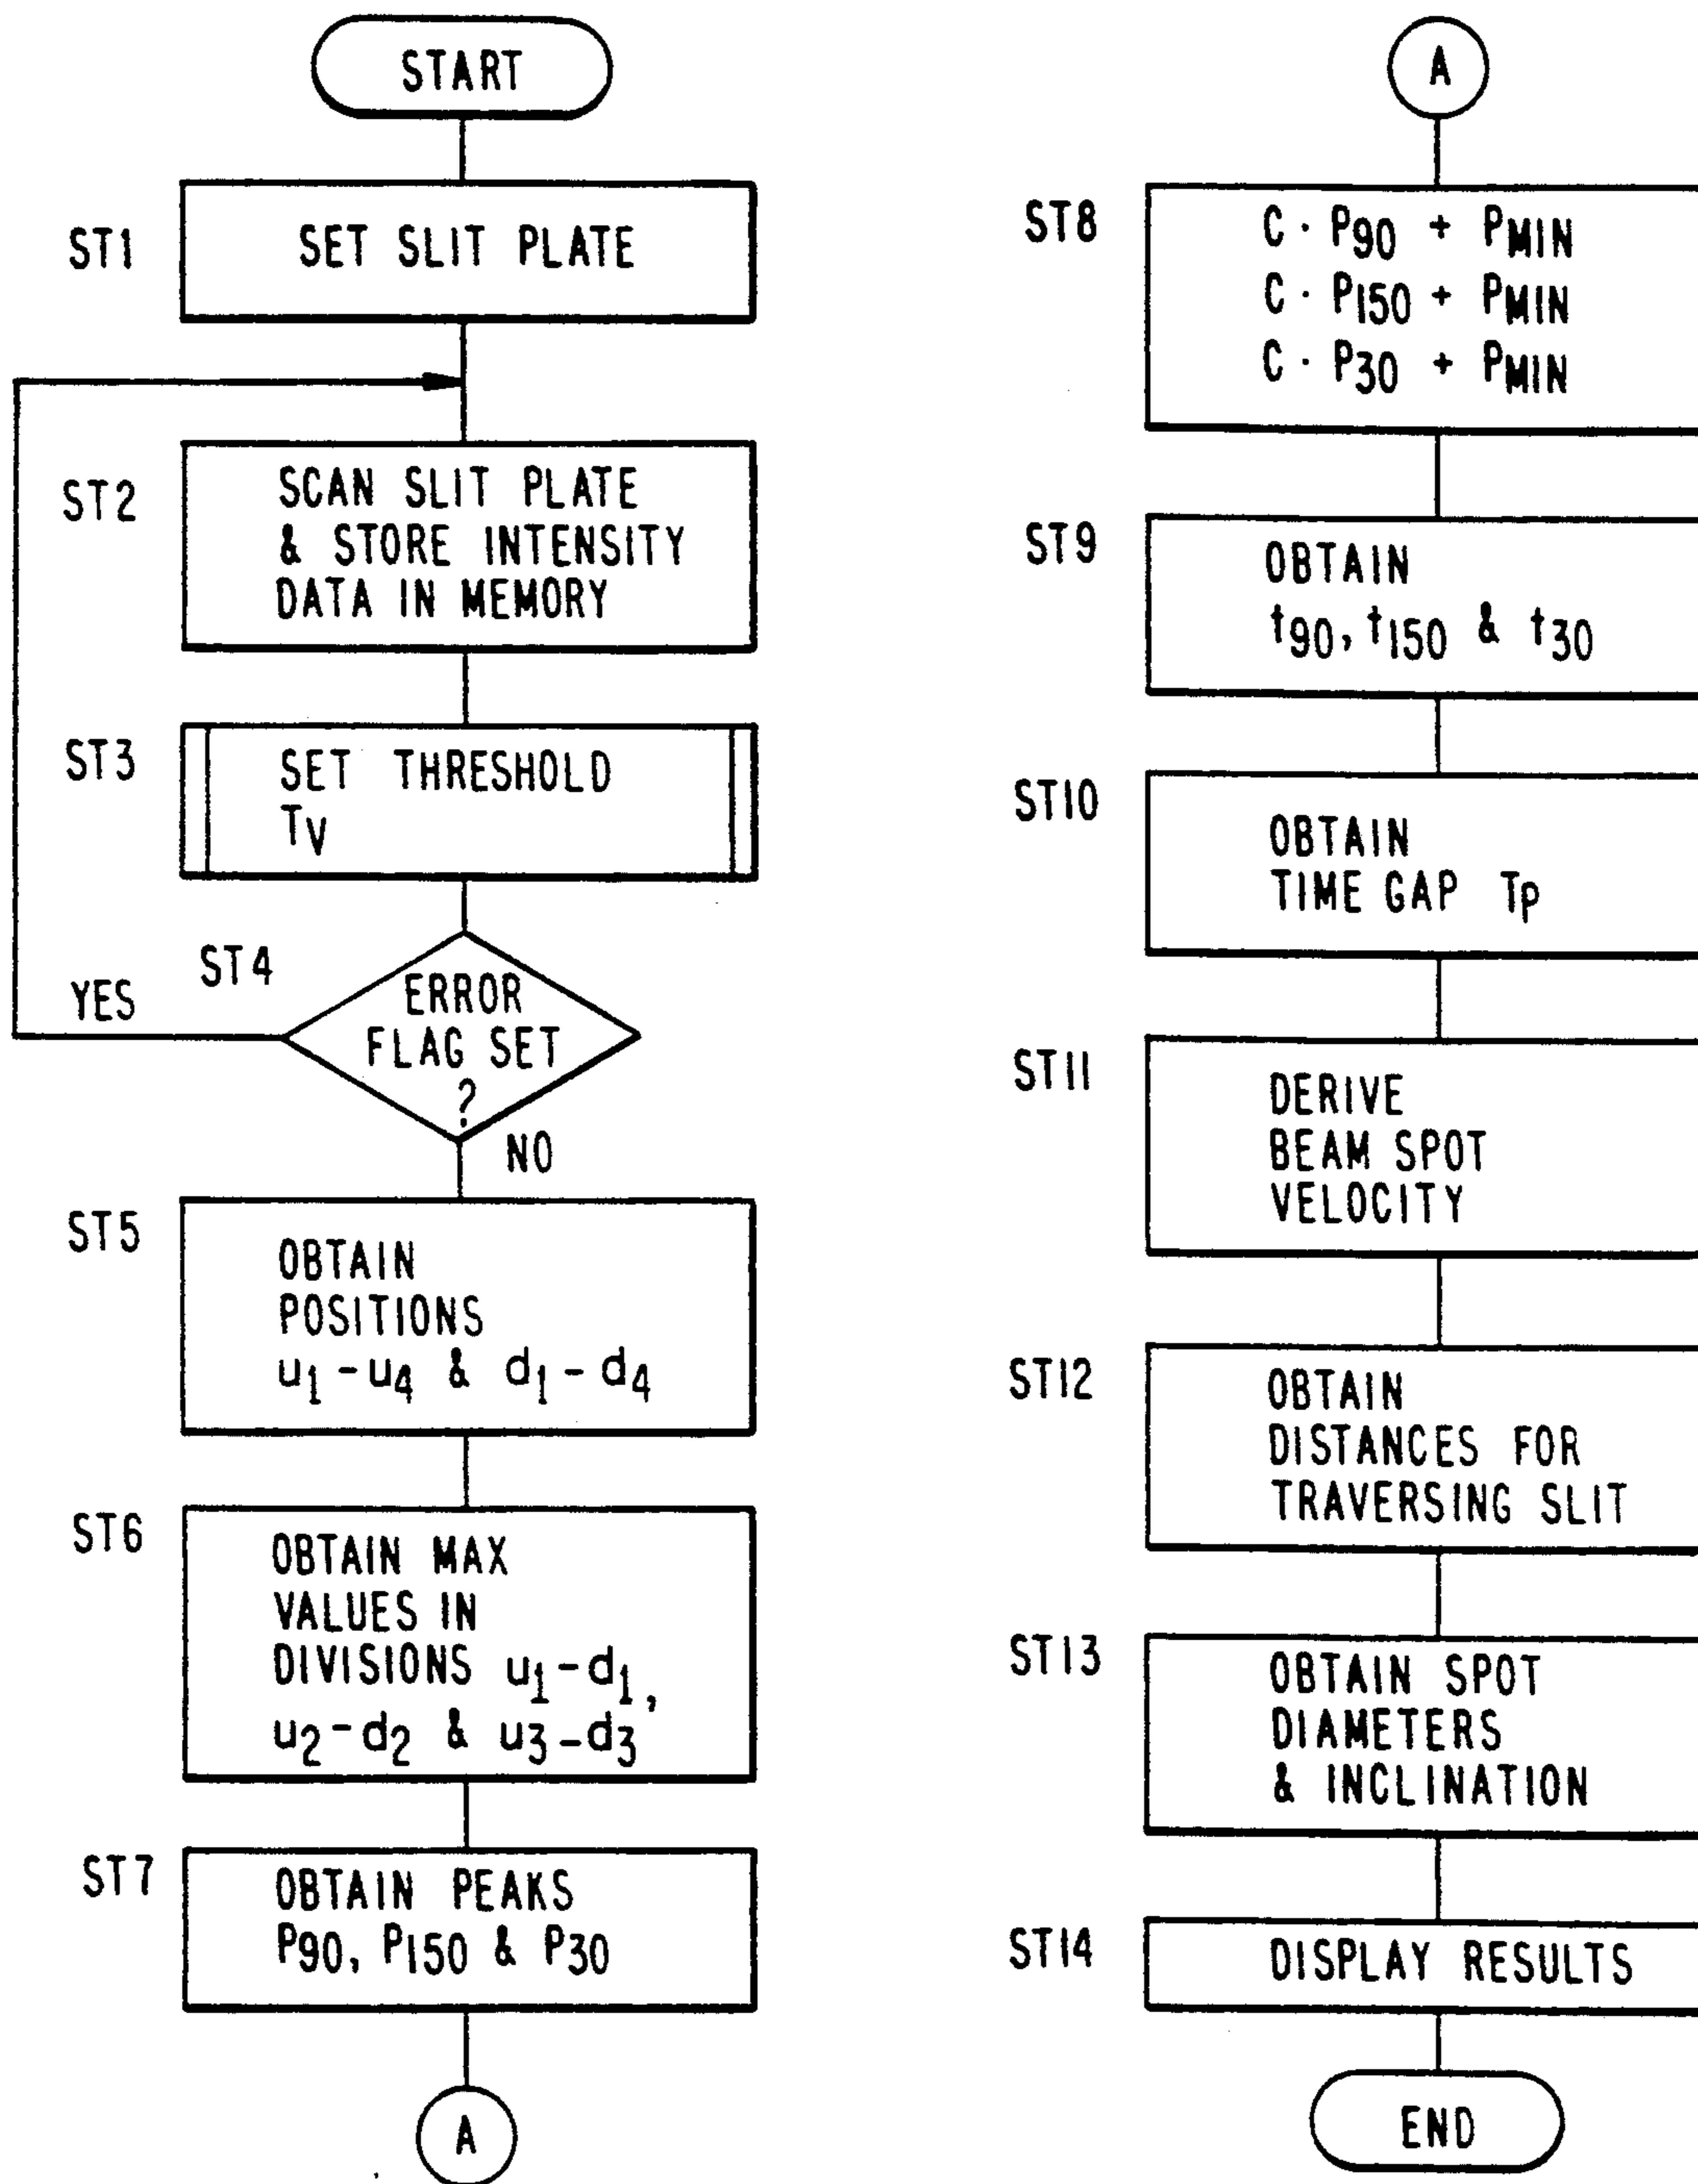 START
ST1
SET SLIT PLATE
ST2
SCAN SLIT PLATE
& STORE INTENSITY
DATA IN MEMORY
ST3
SET THRESHOLD
TV
ST4
YES
ERROR
FLAG SET
?
NO
ST5
OBTAIN
POSITIONS
u1-u4 & d1-d4
ST6
OBTAIN MAX
VALUES IN
DIVISIONS u1-d1,
u2-d2 & u3-d3
ST7
OBTAIN PEAKS
P90, P150 & P30
A
A
ST8
C · P90 + PMIN
C · P150 + PMIN
C · P30 + PMIN
ST9
OBTAIN
t90, t150 & t30
ST10
OBTAIN
TIME GAP Tp
ST11
DERIVE
BEAM SPOT
VELOCITY
ST12
OBTAIN
DISTANCES FOR
TRAVERSING SLIT
ST13
OBTAIN SPOT
DIAMETERS
& INCLINATION
ST14
DISPLAY RESULTS
END